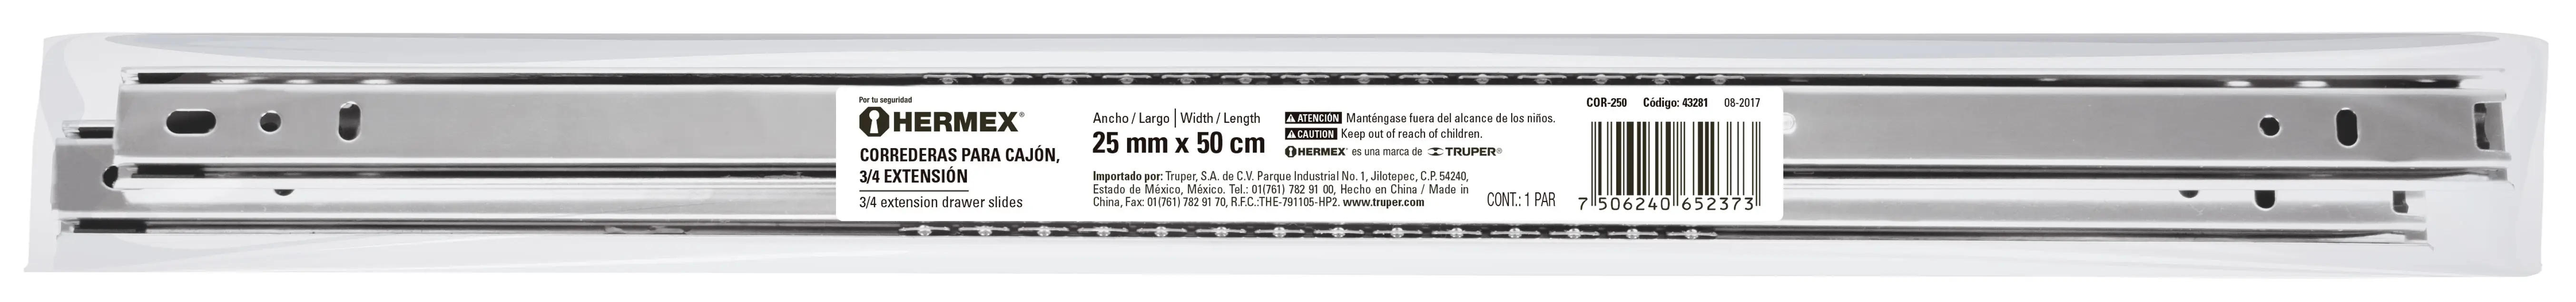 Por tu seguridad
HERMEX®
CORREDERAS PARA CAJÓN,
3/4 EXTENSIÓN
3/4 extension drawer slides
Ancho / Largo | Width / Length
25 mm x 50 cm
ATENCIÓN Manténgase fuera del alcance de los niños.
CAUTION Keep out of reach of children.
HERMEX® es una marca de TRUPER®
Importado por: Truper, S.A. de C.V. Parque Industrial No. 1, Jilotepec, C.P. 54240,
Estado de México, México. Tel.: 01(761) 782 91 00, Hecho en China / Made in
China, Fax: 01(761) 782 91 70, R.F.C.:THE-791105-HP2. www.truper.com
CONT.: 1 PAR
COR-250 Código: 43281 08-2017
7 506240 652373